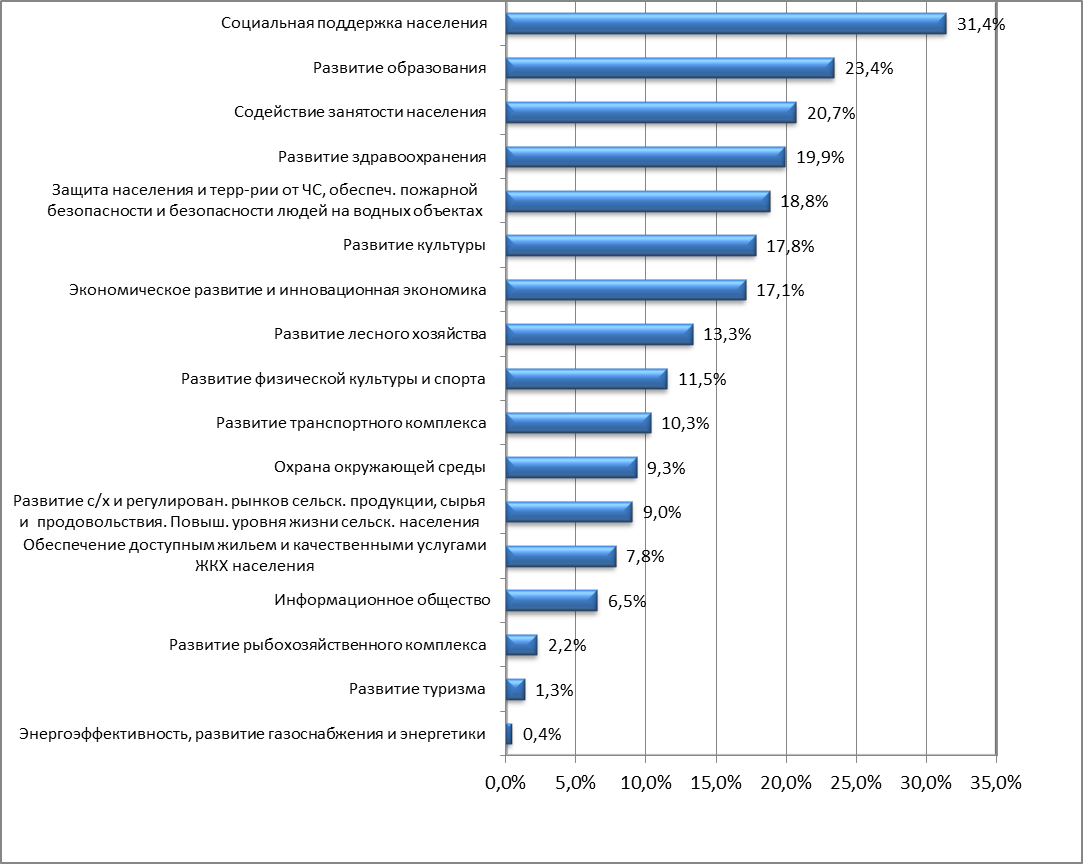 Социальная поддержка населения 31,4%
Развитие образования 23,4%
Содействие занятости населения 20,7%
Развитие здравоохранения 19,9%
Защита населения и терр-рии от ЧС, обеспеч. пожарной
безопасности и безопасности людей на водных объектах 18,8%
Развитие культуры 17,8%
Экономическое развитие и инновационная экономика 17,1%
Развитие лесного хозяйства 13,3%
Развитие физической культуры и спорта 11,5%
Развитие транспортного комплекса 10,3%
Охрана окружающей среды 9,3%
Развитие с/х и регулирован. рынков сельск. продукции, сырья
и продовольствия. Повыш. уровня жизни сельск. населения 9,0%
Обеспечение доступным жильем и качественными услугами
ЖКХ населения 7,8%
Информационное общество 6,5%
Развитие рыбохозяйственного комплекса 2,2%
Развитие туризма 1,3%
Энергоэффективность, развитие газоснабжения и энергетики 0,4%
0,0% 5,0% 10,0% 15,0% 20,0% 25,0% 30,0% 35,0%